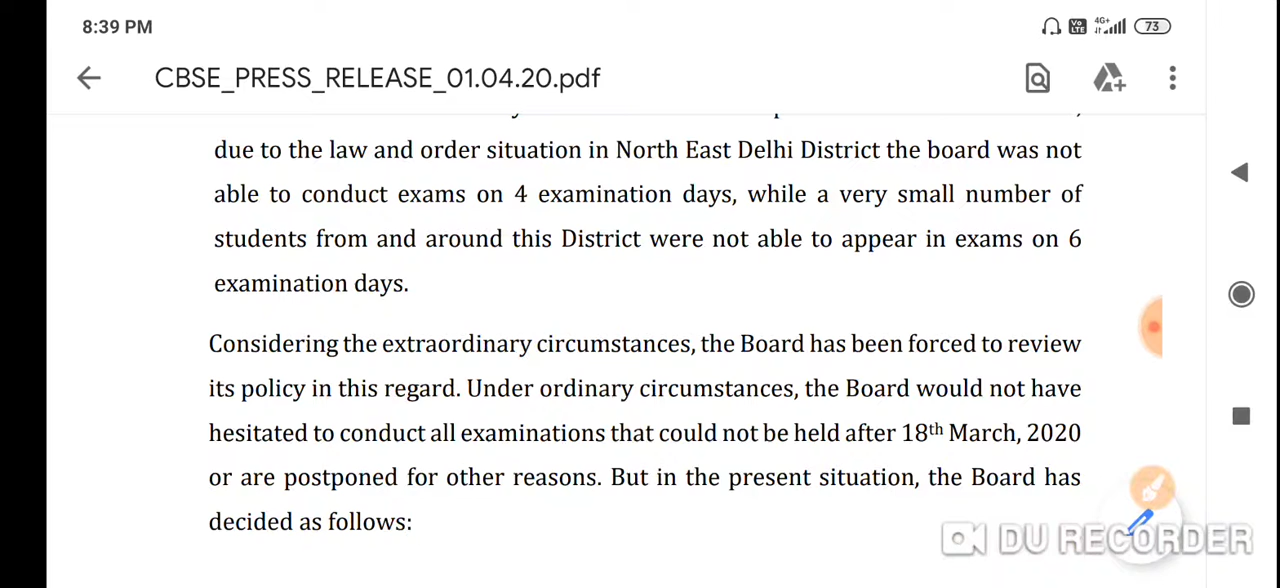 8:39 PM
Vo LTE 4G+ 73
CBSE_PRESS_RELEASE_01.04.20.pdf
due to the law and order situation in North East Delhi District the board was not
able to conduct exams on 4 examination days, while a very small number of
students from and around this District were not able to appear in exams on 6
examination days.
Considering the extraordinary circumstances, the Board has been forced to review
its policy in this regard. Under ordinary circumstances, the Board would not have
hesitated to conduct all examinations that could not be held after 18th March, 2020
or are postponed for other reasons. But in the present situation, the Board has
decided as follows:
DU RECORDER